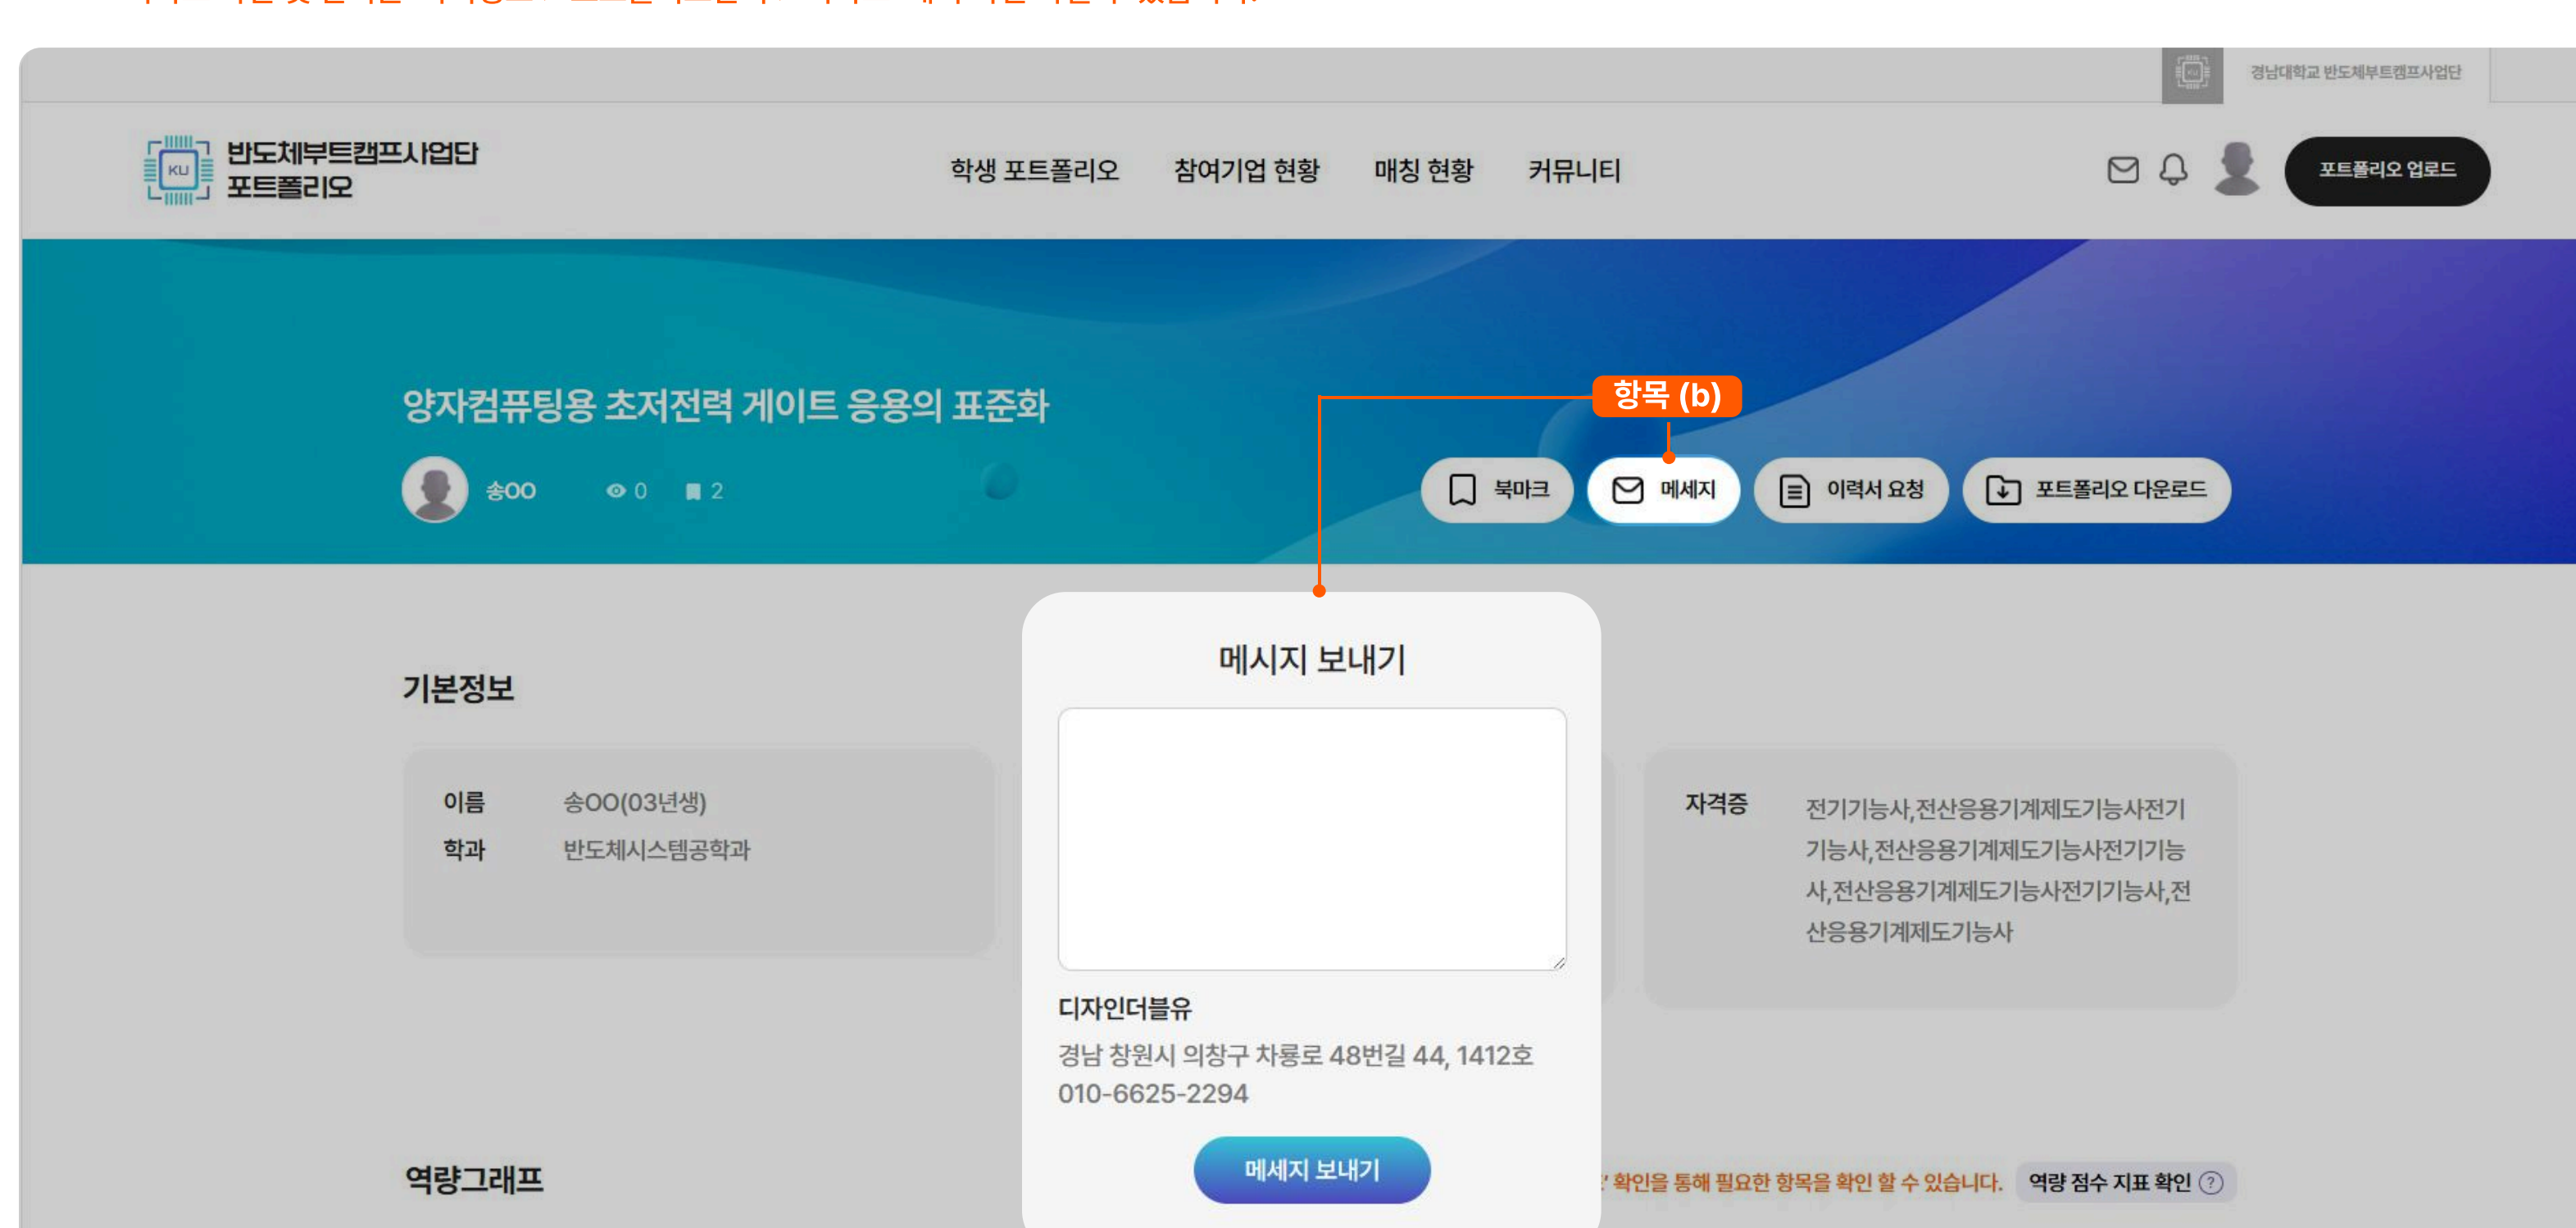 경남대학교 반도체부트캠프사업단
KU
반도체부트캠프사업단
포트폴리오
학생 포트폴리오 참여기업 현황 매칭 현황 커뮤니티
포트폴리오 업로드
항목 (b)
양자컴퓨팅용 초저전력 게이트 응용의 표준화
송OO 0 2
북마크 메세지 이력서 요청 포트폴리오 다운로드
메시지 보내기
기본정보
이름 송OO(03년생)
학과 반도체시스템공학과
자격증 전기기능사,전산응용기계제도기능사전기
기능사,전산응용기계제도기능사전기기능
사,전산응용기계제도기능사전기기능사,전
산응용기계제도기능사
디자인더블유
경남 창원시 의창구 차룡로 48번길 44, 1412호
010-6625-2294
메세지 보내기
역량그래프
' 확인을 통해 필요한 항목을 확인 할 수 있습니다. 역량 점수 지표 확인 ?